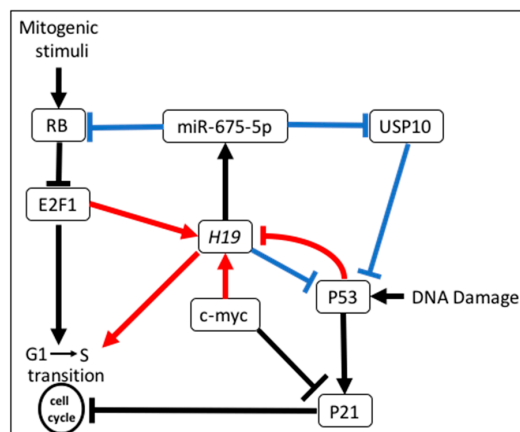 Mitogenic
stimuli
RB
miR-675-5p
USP10
E2F1
H19
P53
DNA Damage
c-myc
G1 → S
transition
cell
cycle
P21